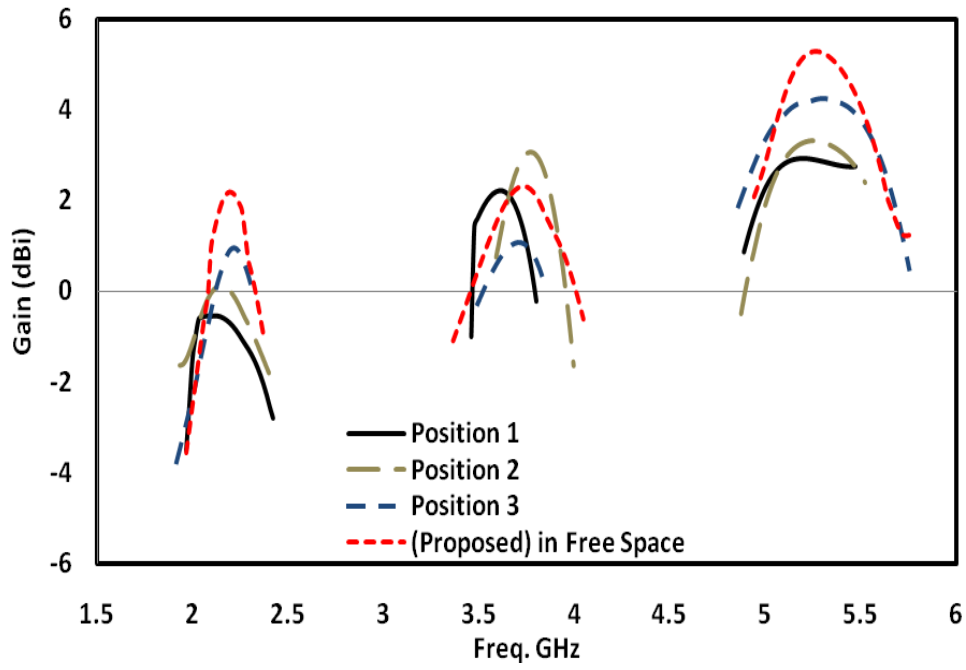 6
4
2
0
-2
-4
-6
Gain (dBi)
Position 1
Position 2
Position 3
(Proposed) in Free Space
1.5 2 2.5 3 3.5 4 4.5 5 5.5 6
Freq. GHz